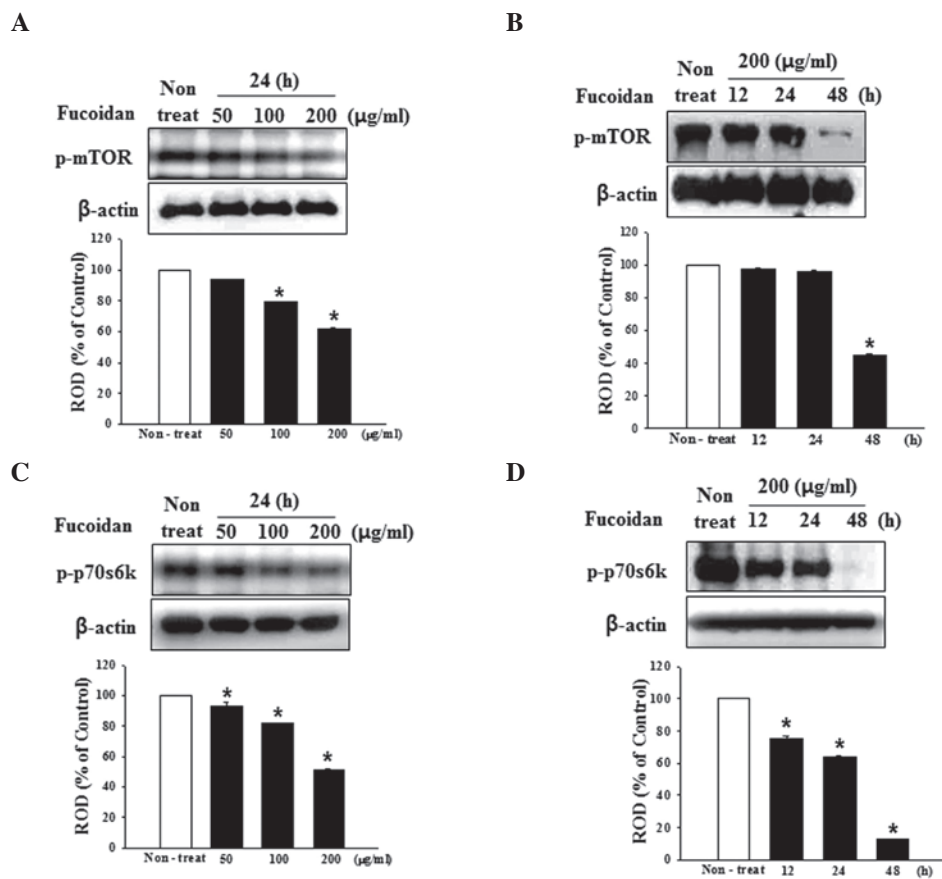 A
Non
treat
24 (h)
Fucoidan
50 100 200 (μg/ml)
p-mTOR
β-actin
ROD (% of Control)
120
100
80
60
40
20
0
*
*
Non - treat 50 100 200 (μg/ml)
B
Non
treat
200 (μg/ml)
Fucoidan
12 24 48 (h)
p-mTOR
β-actin
ROD (% of Control)
120
100
80
60
40
20
0
*
Non - treat 12 24 48 (h)
C
Non
treat
24 (h)
Fucoidan
50 100 200 (μg/ml)
p-p70s6k
β-actin
ROD (% of Control)
120
100
80
60
40
20
0
*
*
*
Non - treat 50 100 200 (μg/ml)
D
Non
treat
200 (μg/ml)
Fucoidan
12 24 48 (h)
p-p70s6k
β-actin
ROD (% of Control)
120
100
80
60
40
20
0
*
*
*
Non - treat 12 24 48 (h)